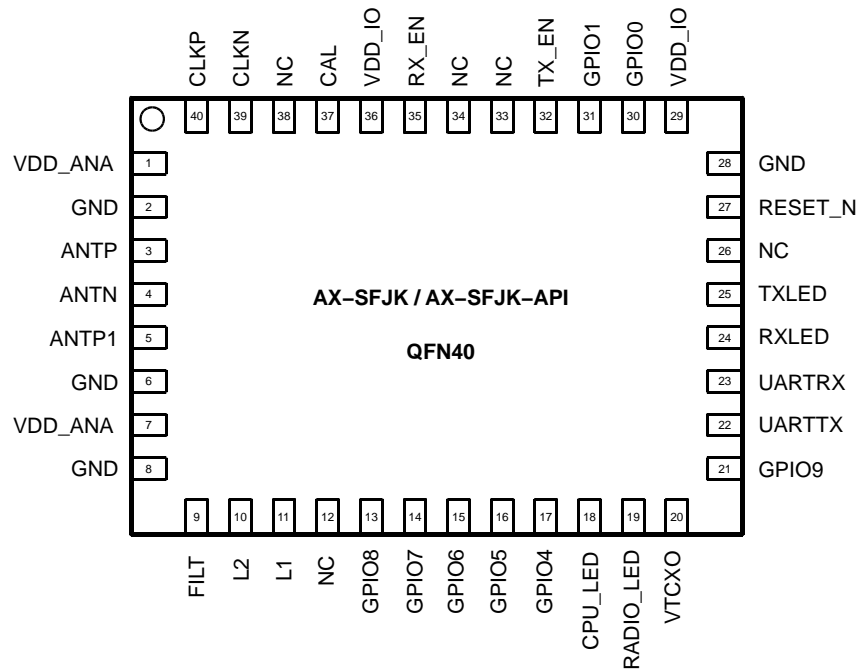 CLKP
CLKN
NC
CAL
VDD_IO
RX_EN
NC
NC
TX_EN
GPIO1
GPIO0
VDD_IO
40
39
38
37
36
35
34
33
32
31
30
29
VDD_ANA 1
GND 2
ANTP 3
ANTN 4
ANTP1 5
GND 6
VDD_ANA 7
GND 8
AX−SFJK / AX−SFJK−API
QFN40
28 GND
27 RESET_N
26 NC
25 TXLED
24 RXLED
23 UARTRX
22 UARTTX
21 GPIO9
9
10
11
12
13
14
15
16
17
18
19
20
FILT
L2
L1
NC
GPIO8
GPIO7
GPIO6
GPIO5
GPIO4
CPU_LED
RADIO_LED
VTCXO